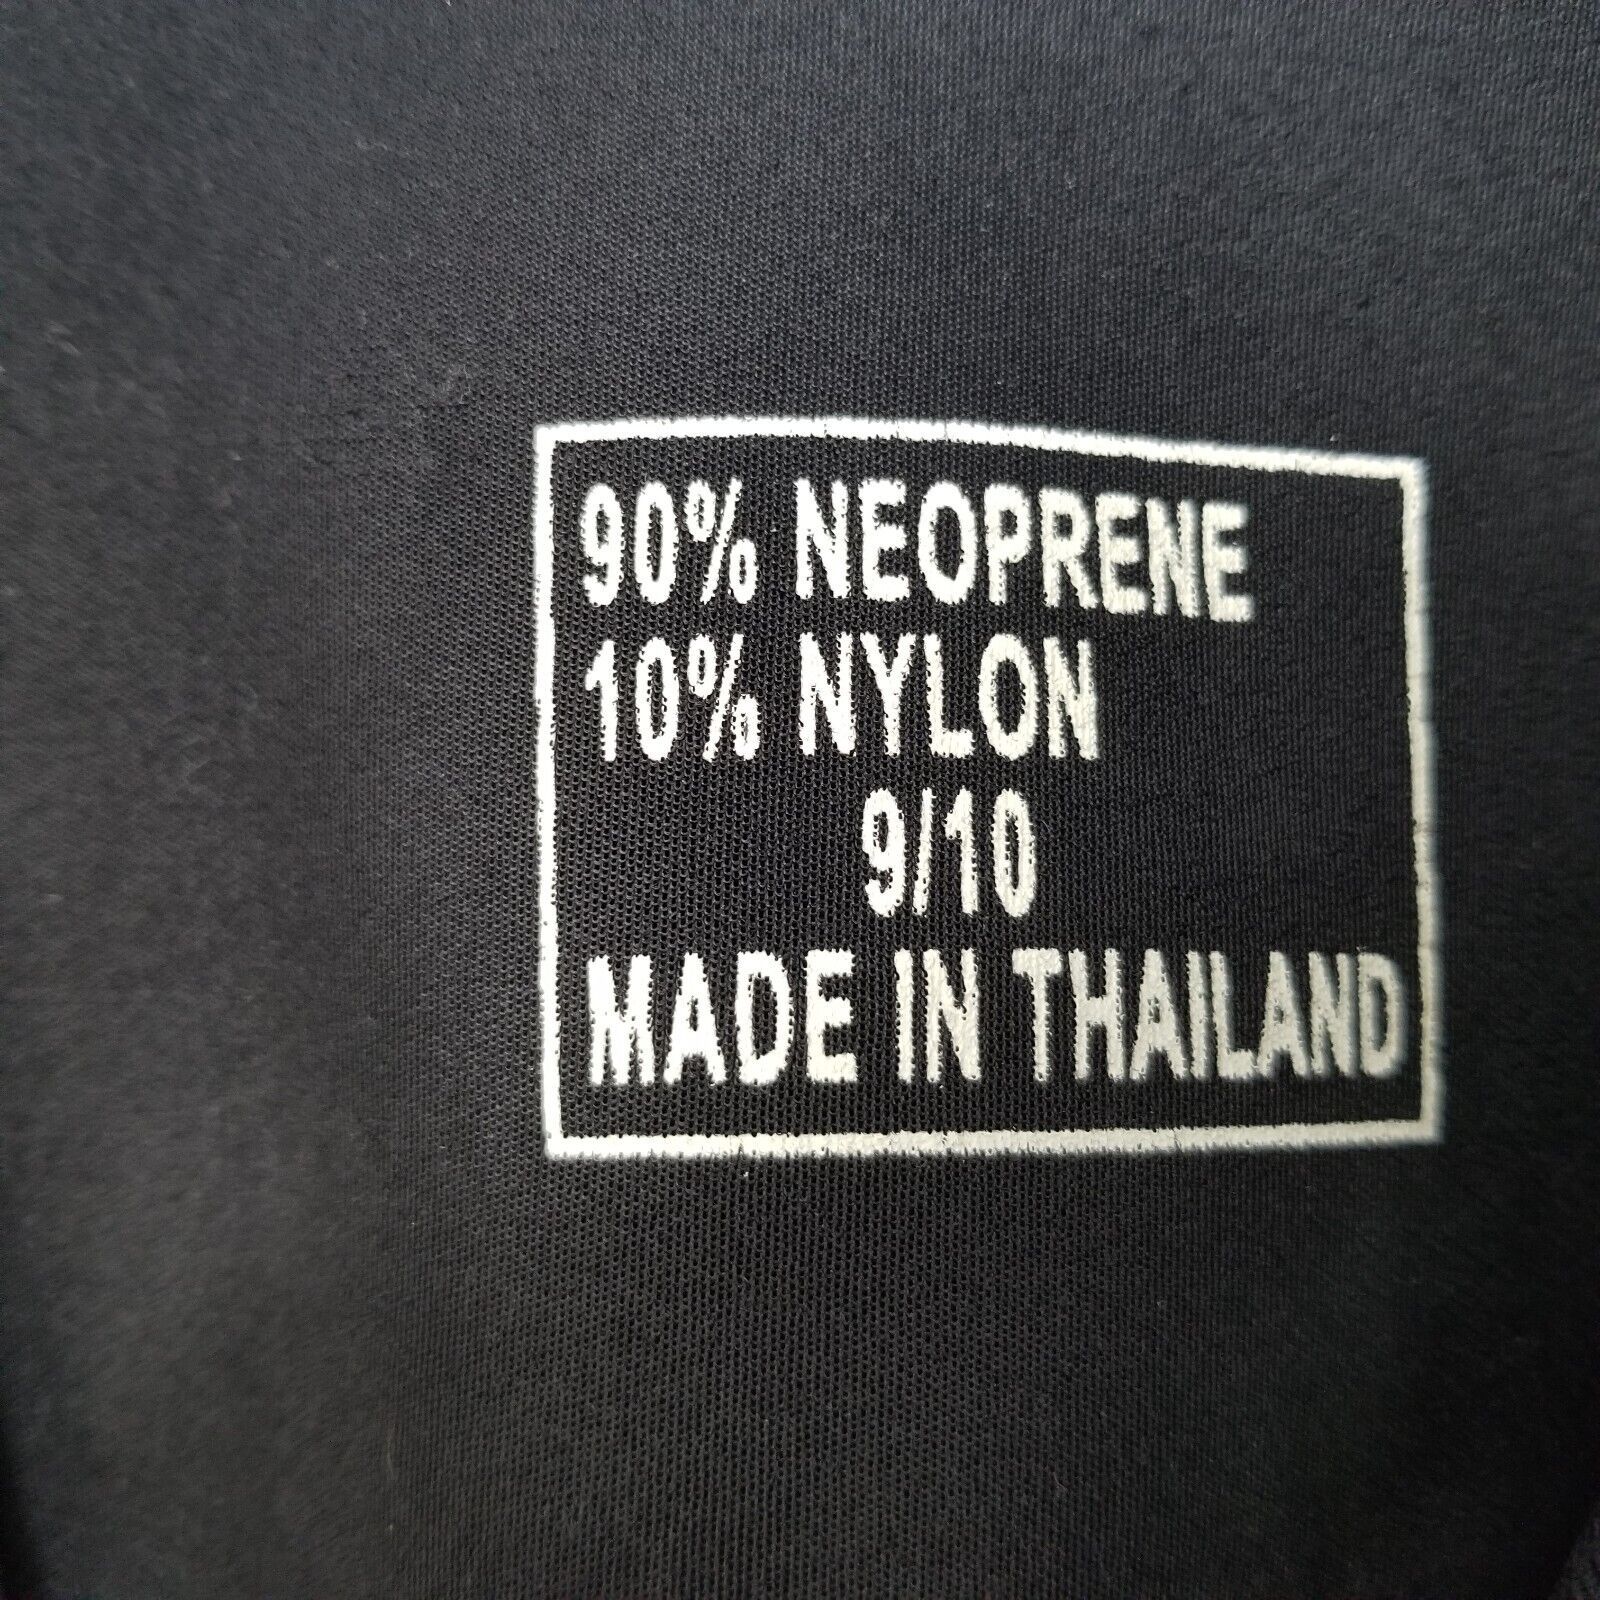 90% NEOPRENE
10% NYLON
9/10
MADE IN THAILAND